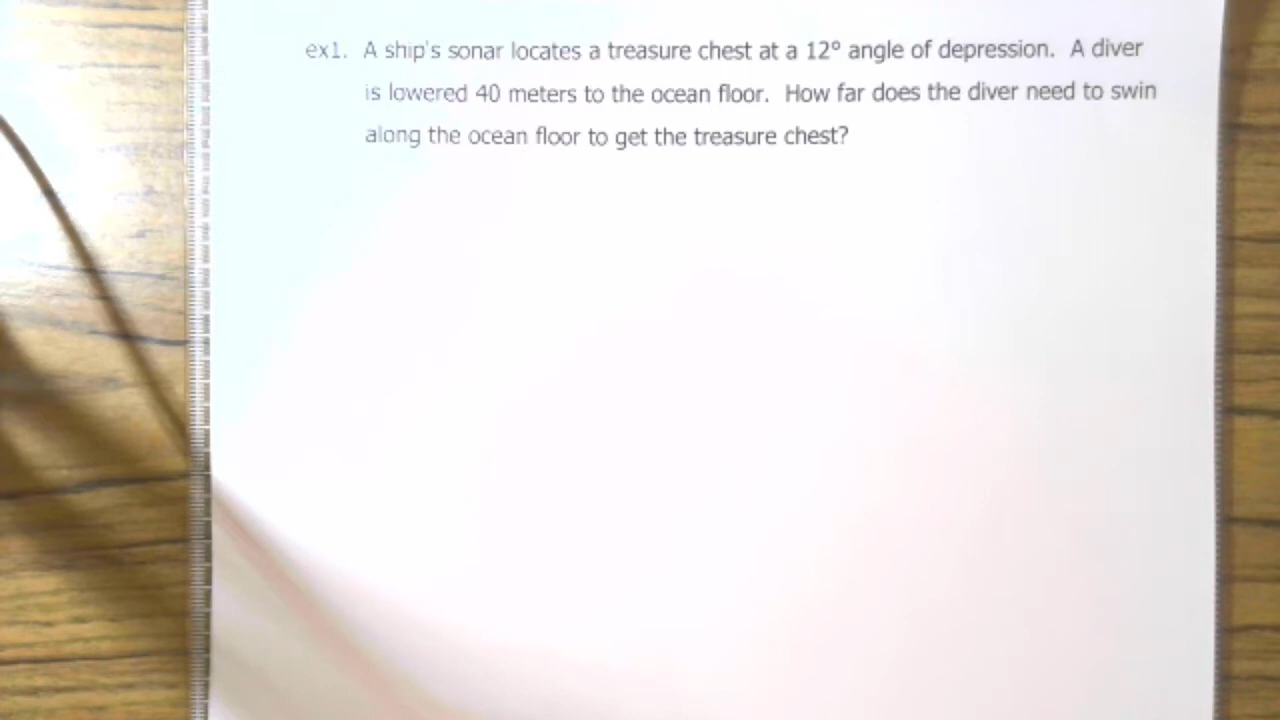 ex1. A ship's sonar locates a treasure chest at a 12° angle of depression. A diver
is lowered 40 meters to the ocean floor. How far does the diver need to swin
along the ocean floor to get the treasure chest?